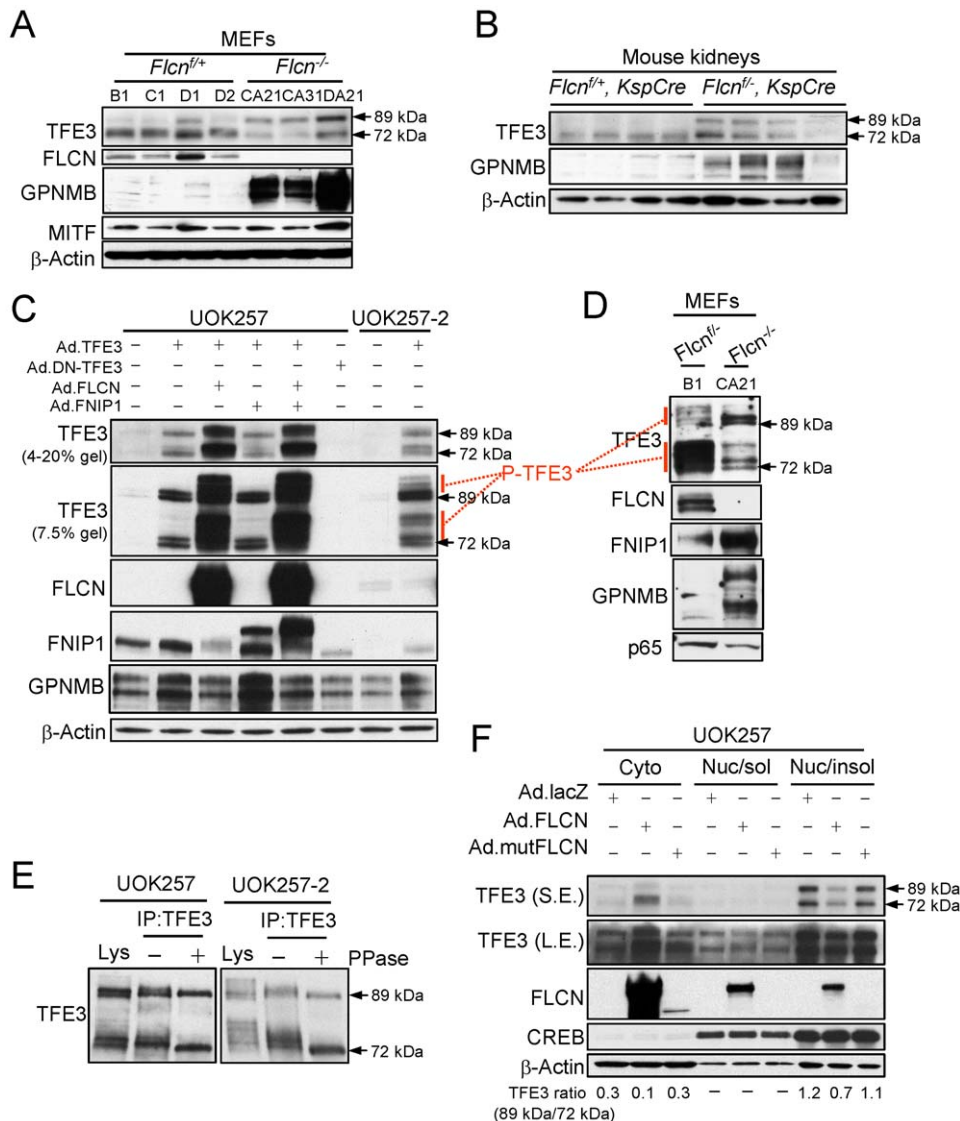 A
MEFs
Flcnf/+ Flcn-/-
B1 C1 D1 D2 CA21 CA31 DA21
TFE3
89 kDa
72 kDa
FLCN
GPNMB
MITF
β-Actin
B
Mouse kidneys
Flcnf/+, KspCre Flcnf/-, KspCre
TFE3
89 kDa
72 kDa
GPNMB
β-Actin
C
UOK257 UOK257-2
Ad.TFE3 – + + + + – – +
Ad.DN-TFE3 – – – – – + – –
Ad.FLCN – – + – + – – –
Ad.FNIP1 – – – + + – – –
TFE3
(4-20% gel)
89 kDa
72 kDa
P-TFE3
TFE3
(7.5% gel)
89 kDa
72 kDa
FLCN
FNIP1
GPNMB
β-Actin
D
MEFs
Flcnf/- Flcn-/-
B1 CA21
TFE3
89 kDa
72 kDa
FLCN
FNIP1
GPNMB
p65
E
UOK257 UOK257-2
IP:TFE3 IP:TFE3
Lys – + Lys – + PPase
TFE3
89 kDa
72 kDa
F
UOK257
Cyto Nuc/sol Nuc/insol
Ad.lacZ + – – + – – + – –
Ad.FLCN – + – – + – – + –
Ad.mutFLCN – – + – – + – – +
TFE3 (S.E.)
89 kDa
72 kDa
TFE3 (L.E.)
FLCN
CREB
β-Actin
TFE3 ratio 0.3 0.1 0.3 – – – 1.2 0.7 1.1
(89 kDa/72 kDa)